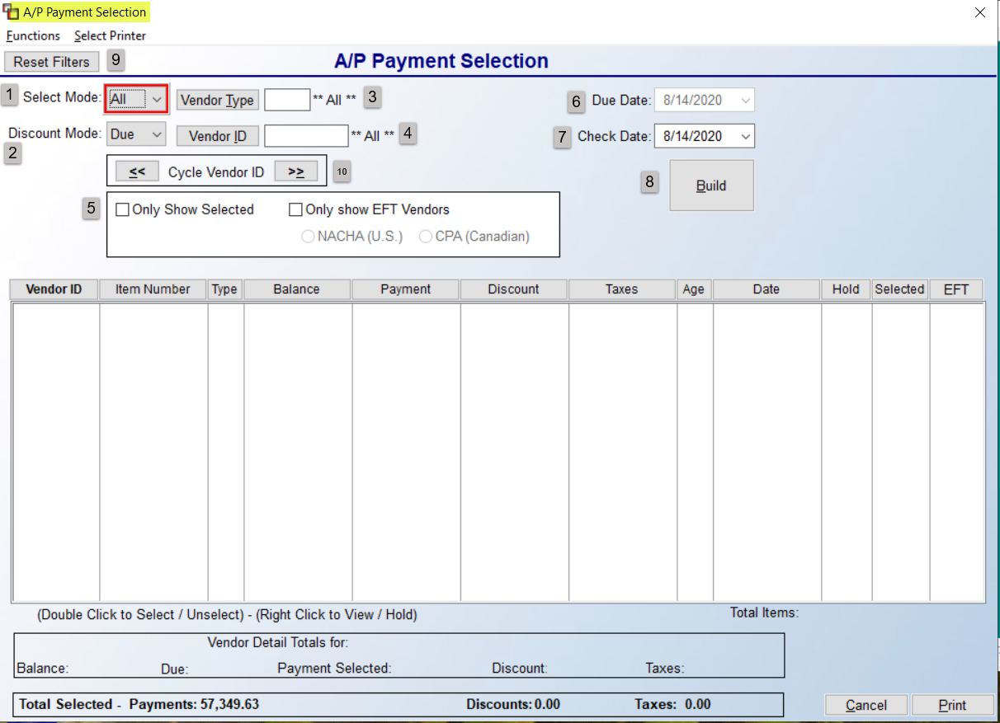 A/P Payment Selection
Functions Select Printer
Reset Filters 9 A/P Payment Selection
1 Select Mode: All Vendor Type ** All ** 3 6 Due Date: 8/14/2020
Discount Mode: Due Vendor ID ** All ** 4 7 Check Date: 8/14/2020
2
<< Cycle Vendor ID >> 10 8 Build
5 Only Show Selected Only show EFT Vendors
NACHA (U.S.) CPA (Canadian)
Vendor ID Item Number Type Balance Payment Discount Taxes Age Date Hold Selected EFT
(Double Click to Select / Unselect) - (Right Click to View / Hold) Total Items:
Vendor Detail Totals for:
Balance: Due: Payment Selected: Discount: Taxes:
Total Selected - Payments: 57,349.63 Discounts: 0.00 Taxes: 0.00 Cancel Print